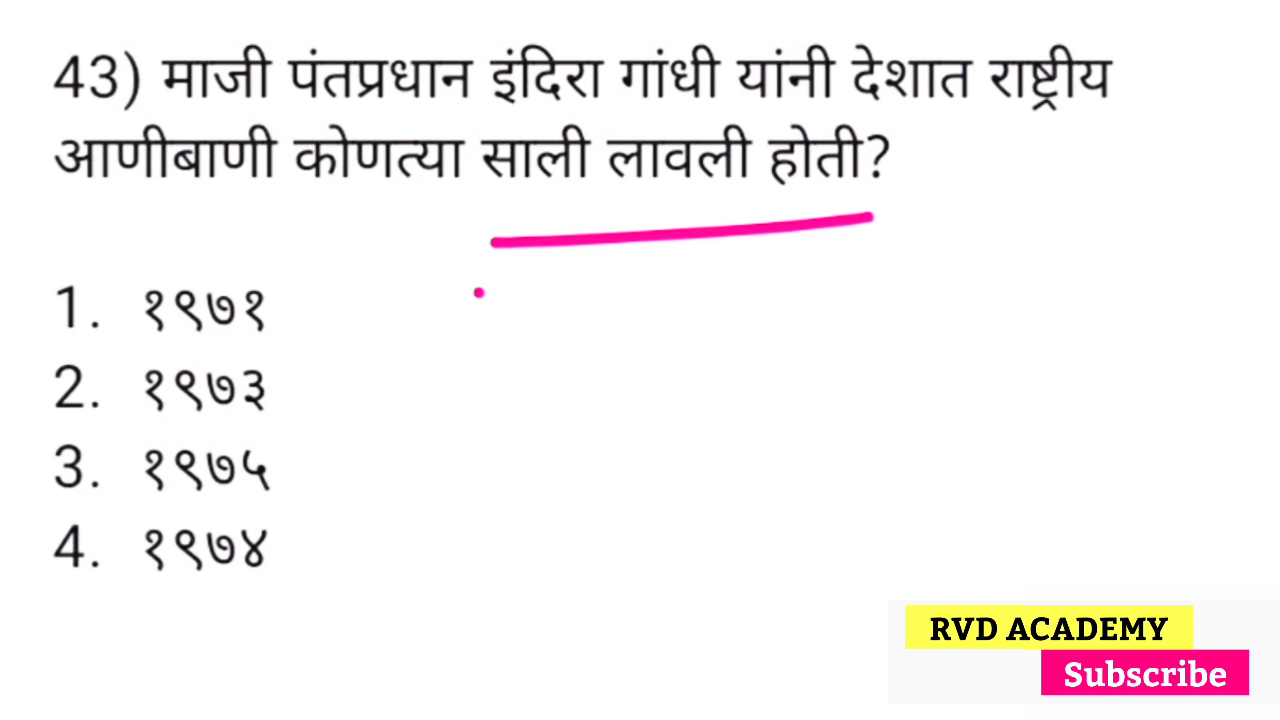 43) माजी पंतप्रधान इंदिरा गांधी यांनी देशात राष्ट्रीय
आणीबाणी कोणत्या साली लावली होती?
1. १९७१
2. १९७३
3. १९७५
4. १९७४
RVD ACADEMY
Subscribe